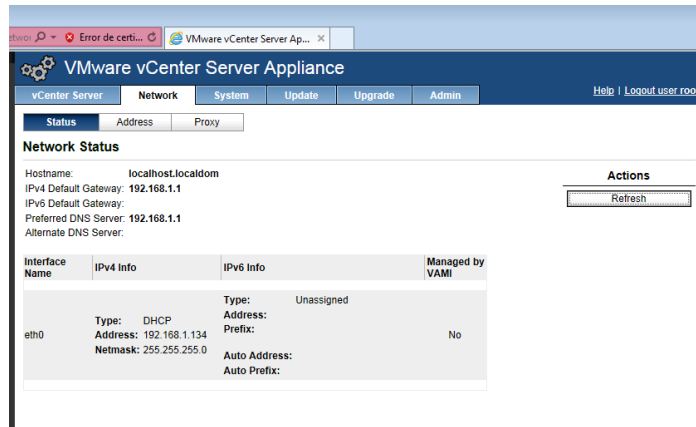 Error de certi...
VMware vCenter Server Ap...
VMware vCenter Server Appliance
vCenter Server Network System Update Upgrade Admin
Help | Logout user roo
Status Address Proxy
Network Status
Hostname: localhost.localdom
IPv4 Default Gateway: 192.168.1.1
IPv6 Default Gateway:
Preferred DNS Server: 192.168.1.1
Alternate DNS Server:
Actions
Refresh
Interface Name IPv4 Info IPv6 Info Managed by VAMI
eth0
Type: DHCP
Address: 192.168.1.134
Netmask: 255.255.255.0
Type: Unassigned
Address:
Prefix:
Auto Address:
Auto Prefix:
No